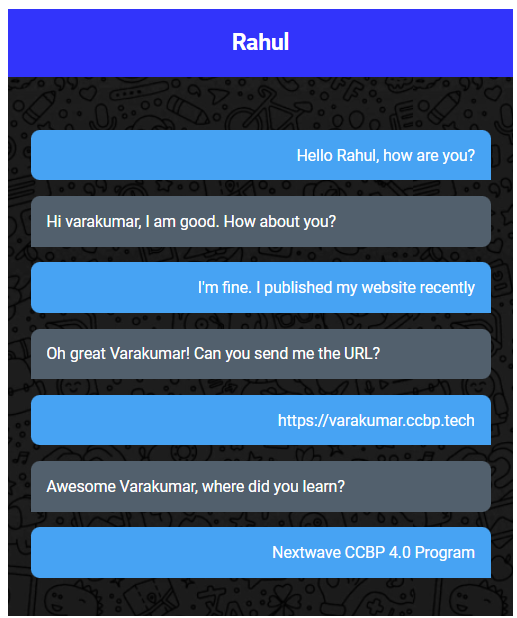 Rahul
Hello Rahul, how are you?
Hi varakumar, I am good. How about you?
I'm fine. I published my website recently
Oh great Varakumar! Can you send me the URL?
https://varakumar.ccbp.tech
Awesome Varakumar, where did you learn?
Nextwave CCBP 4.0 Program